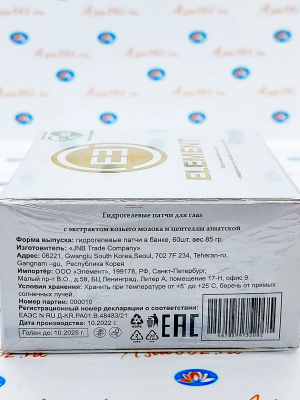 ELEMENT
Гидрогелевые патчи для глаз
с экстрактом козьего молока и центеллы азиатской
Форма выпуска: гидрогелевые патчи в банке, 60шт. вес-85 гр.
Изготовитель: «JNB Trade Company»
Адрес: 06221, Gwangju South Korea, Seoul, 702 7F 234, Teheran-ro,
Gangnam –gu, Республика Корея
Импортёр: ООО «Элемент», 199178, РФ, Санкт-Петербург,
Малый пр-т В.О., д 58, БЦ Ленинград, Литер А, помещение 17-Н, офис 9
Условия хранения: Хранить при температуре от +5° до +25 С, беречь от прямых
солнечных лучей.
Номер партии: 000010
Регистрационный номер декларации о соответствии:
ЕАЭС N RU Д-KR.РА01.В.48483/21
Дата производства: 10.2022 г.
Годен до: 10.2025 г.
EAC